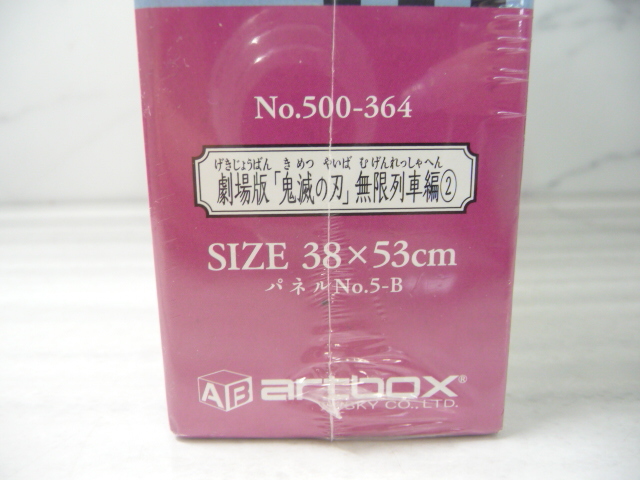 No.500-364
げきじょうばん きめつ やいば むげんれっしゃへん
劇場版「鬼滅の刃」無限列車編②
SIZE 38×53cm
パネルNo.5-B
AB artbox®
CO., LTD.